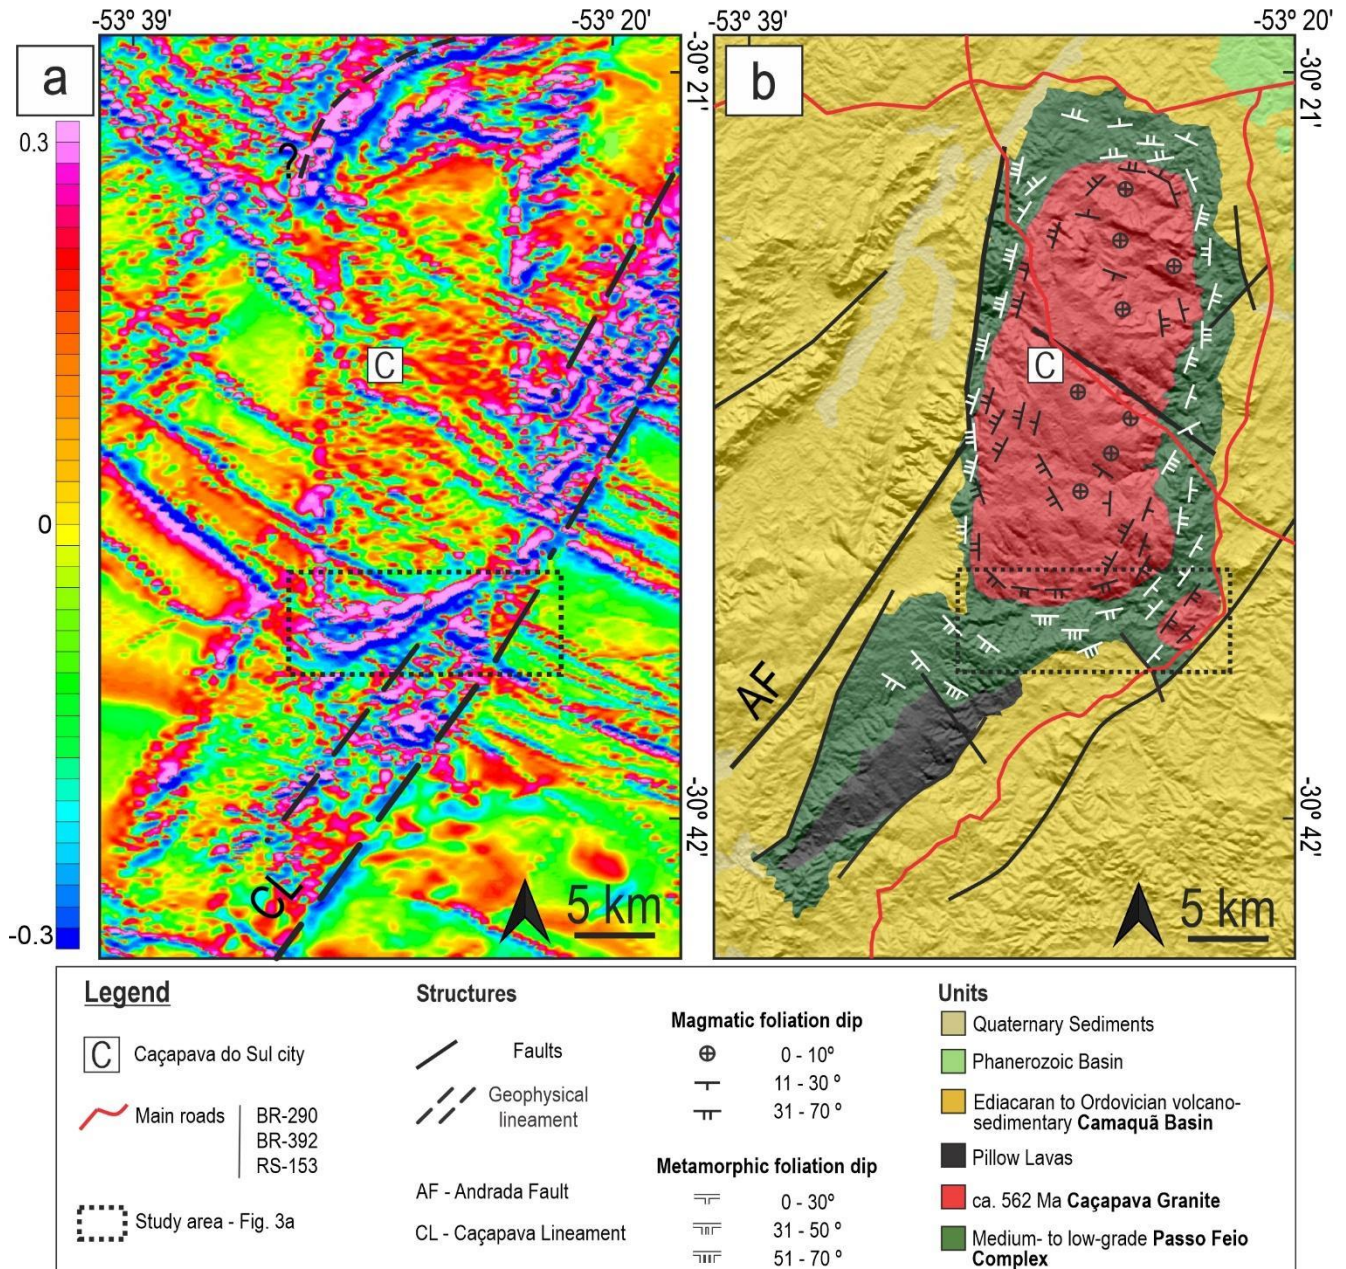 -53º 39'
-53º 20'
-53º 39'
-53º 20'
a
b
0.3
0
-0.3
-30º 21'
-30º 21'
?
C
C
AF
-30º 42'
-30º 42'
CL
5 km
5 km
Legend
C Caçapava do Sul city
Main roads
BR-290
BR-392
RS-153
Study area - Fig. 3a
Structures
Faults
Geophysical
lineament
AF - Andrada Fault
CL - Caçapava Lineament
Magmatic foliation dip
0 - 10º
11 - 30 º
31 - 70 º
Metamorphic foliation dip
0 - 30º
31 - 50 º
51 - 70 º
Units
Quaternary Sediments
Phanerozoic Basin
Ediacaran to Ordovician volcano-
sedimentary Camaquã Basin
Pillow Lavas
ca. 562 Ma Caçapava Granite
Medium- to low-grade Passo Feio
Complex